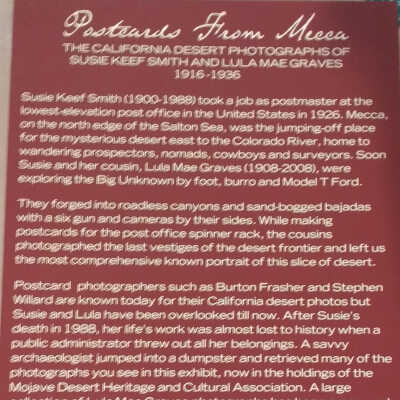 Postcards From Mecca
THE CALIFORNIA DESERT PHOTOGRAPHS OF
SUSIE KEEF SMITH AND LULA MAE GRAVES
1916-1936
Susie Keef Smith (1900-1988) took a job as postmaster at the
lowest-elevation post office in the United States in 1926. Mecca,
on the north edge of the Salton Sea, was the jumping-off place
for the mysterious desert east to the Colorado River, home to
wandering prospectors, nomads, cowboys and surveyors. Soon
Susie and her cousin, Lula Mae Graves (1908-2008), were
exploring the Big Unknown by foot, burro and Model T Ford.
They forged into roadless canyons and sand-bogged bajadas
with a six gun and cameras by their sides. While making
postcards for the post office spinner rack, the cousins
photographed the last vestiges of the desert frontier and left us
the most comprehensive known portrait of this slice of desert.
Postcard photographers such as Burton Frasher and Stephen
Willard are known today for their California desert photos but
Susie and Lula have been overlooked till now. After Susie's
death in 1988, her life's work was almost lost to history when a
public administrator threw out all her belongings. A savvy
archaeologist jumped into a dumpster and retrieved many of the
photographs you see in this exhibit, now in the holdings of the
Mojave Desert Heritage and Cultural Association. A large